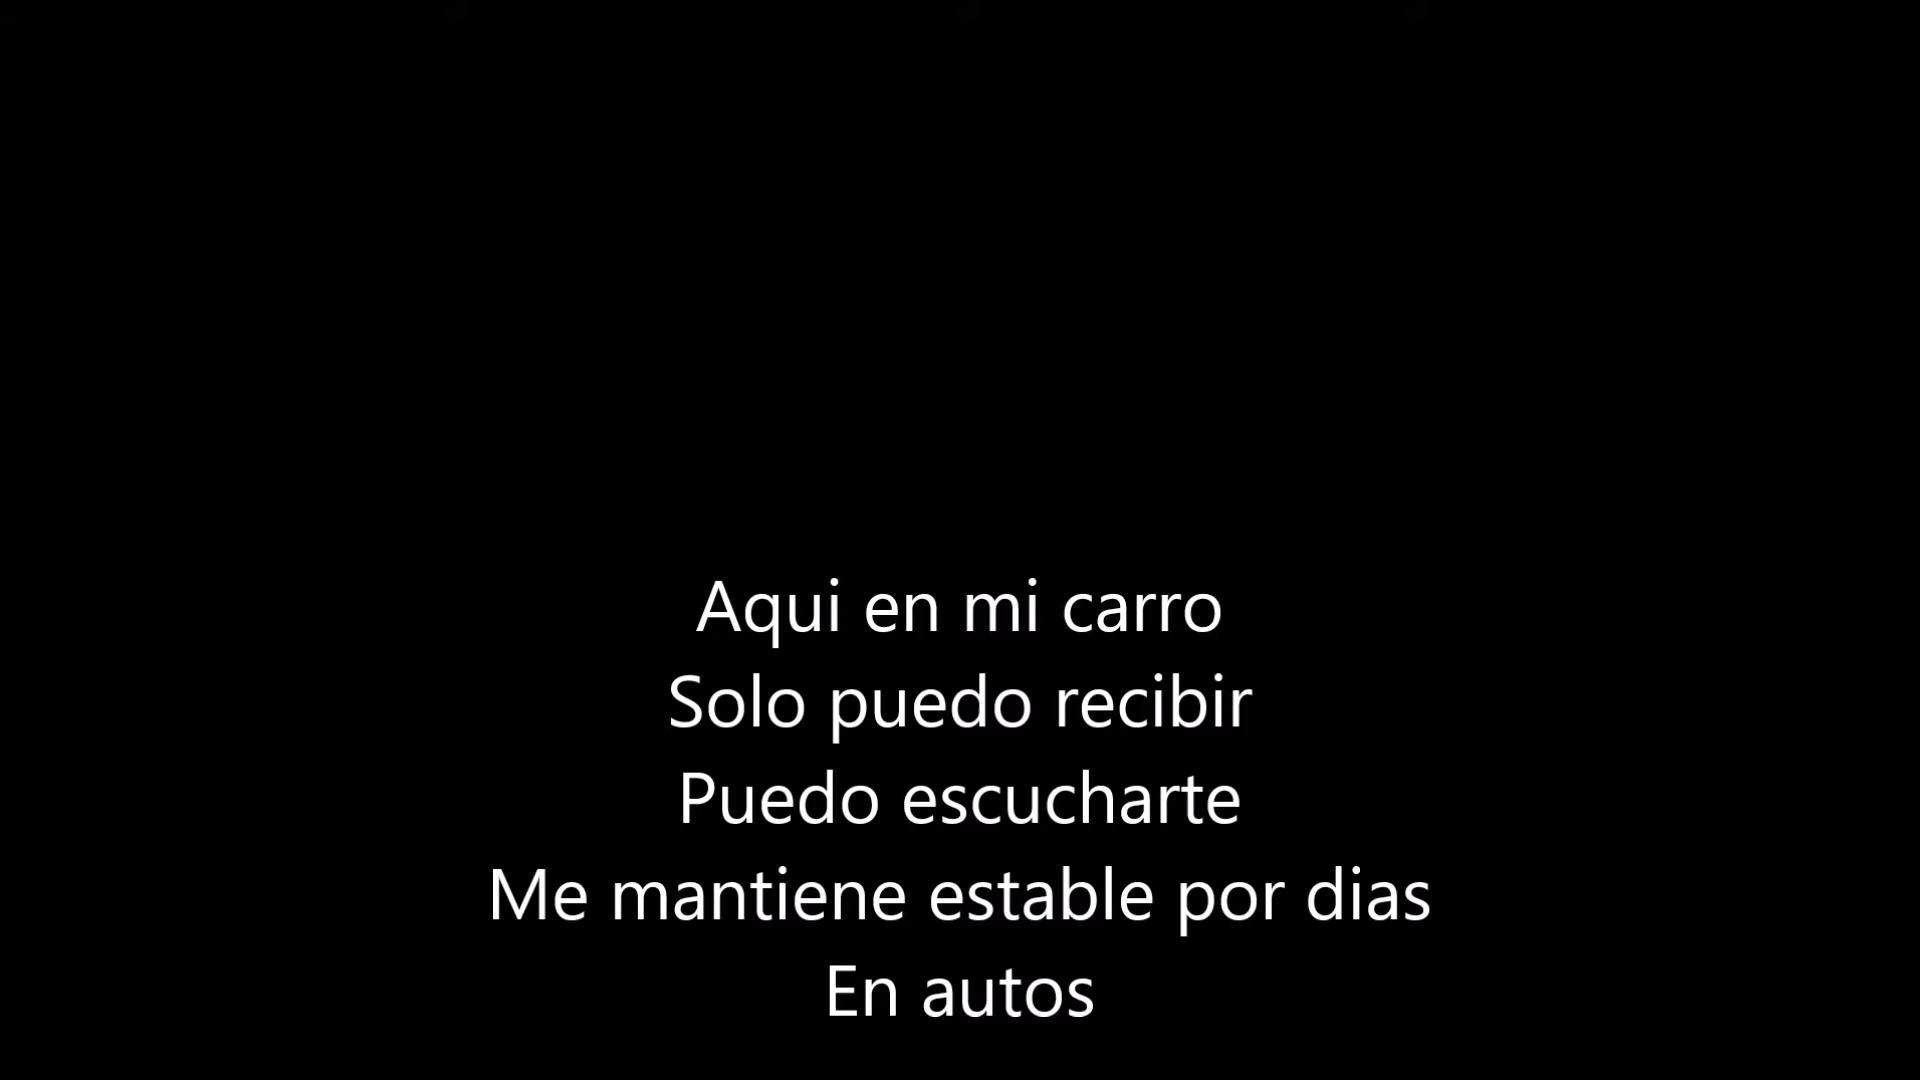 Aqui en mi carro
Solo puedo recibir
Puedo escucharte
Me mantiene estable por dias
En autos